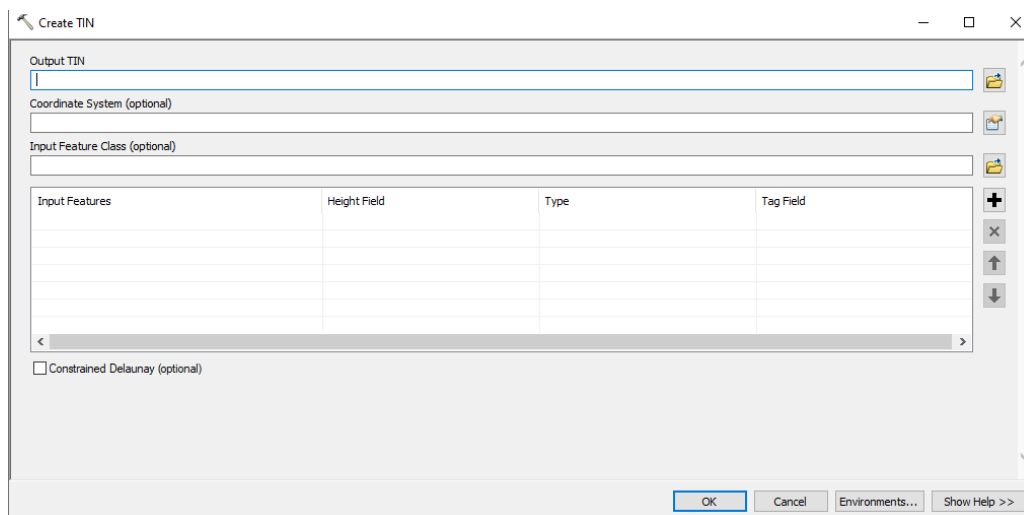 Create TIN
Output TIN
Coordinate System (optional)
Input Feature Class (optional)
Input Features Height Field Type Tag Field
Constrained Delaunay (optional)
OK Cancel Environments... Show Help >>